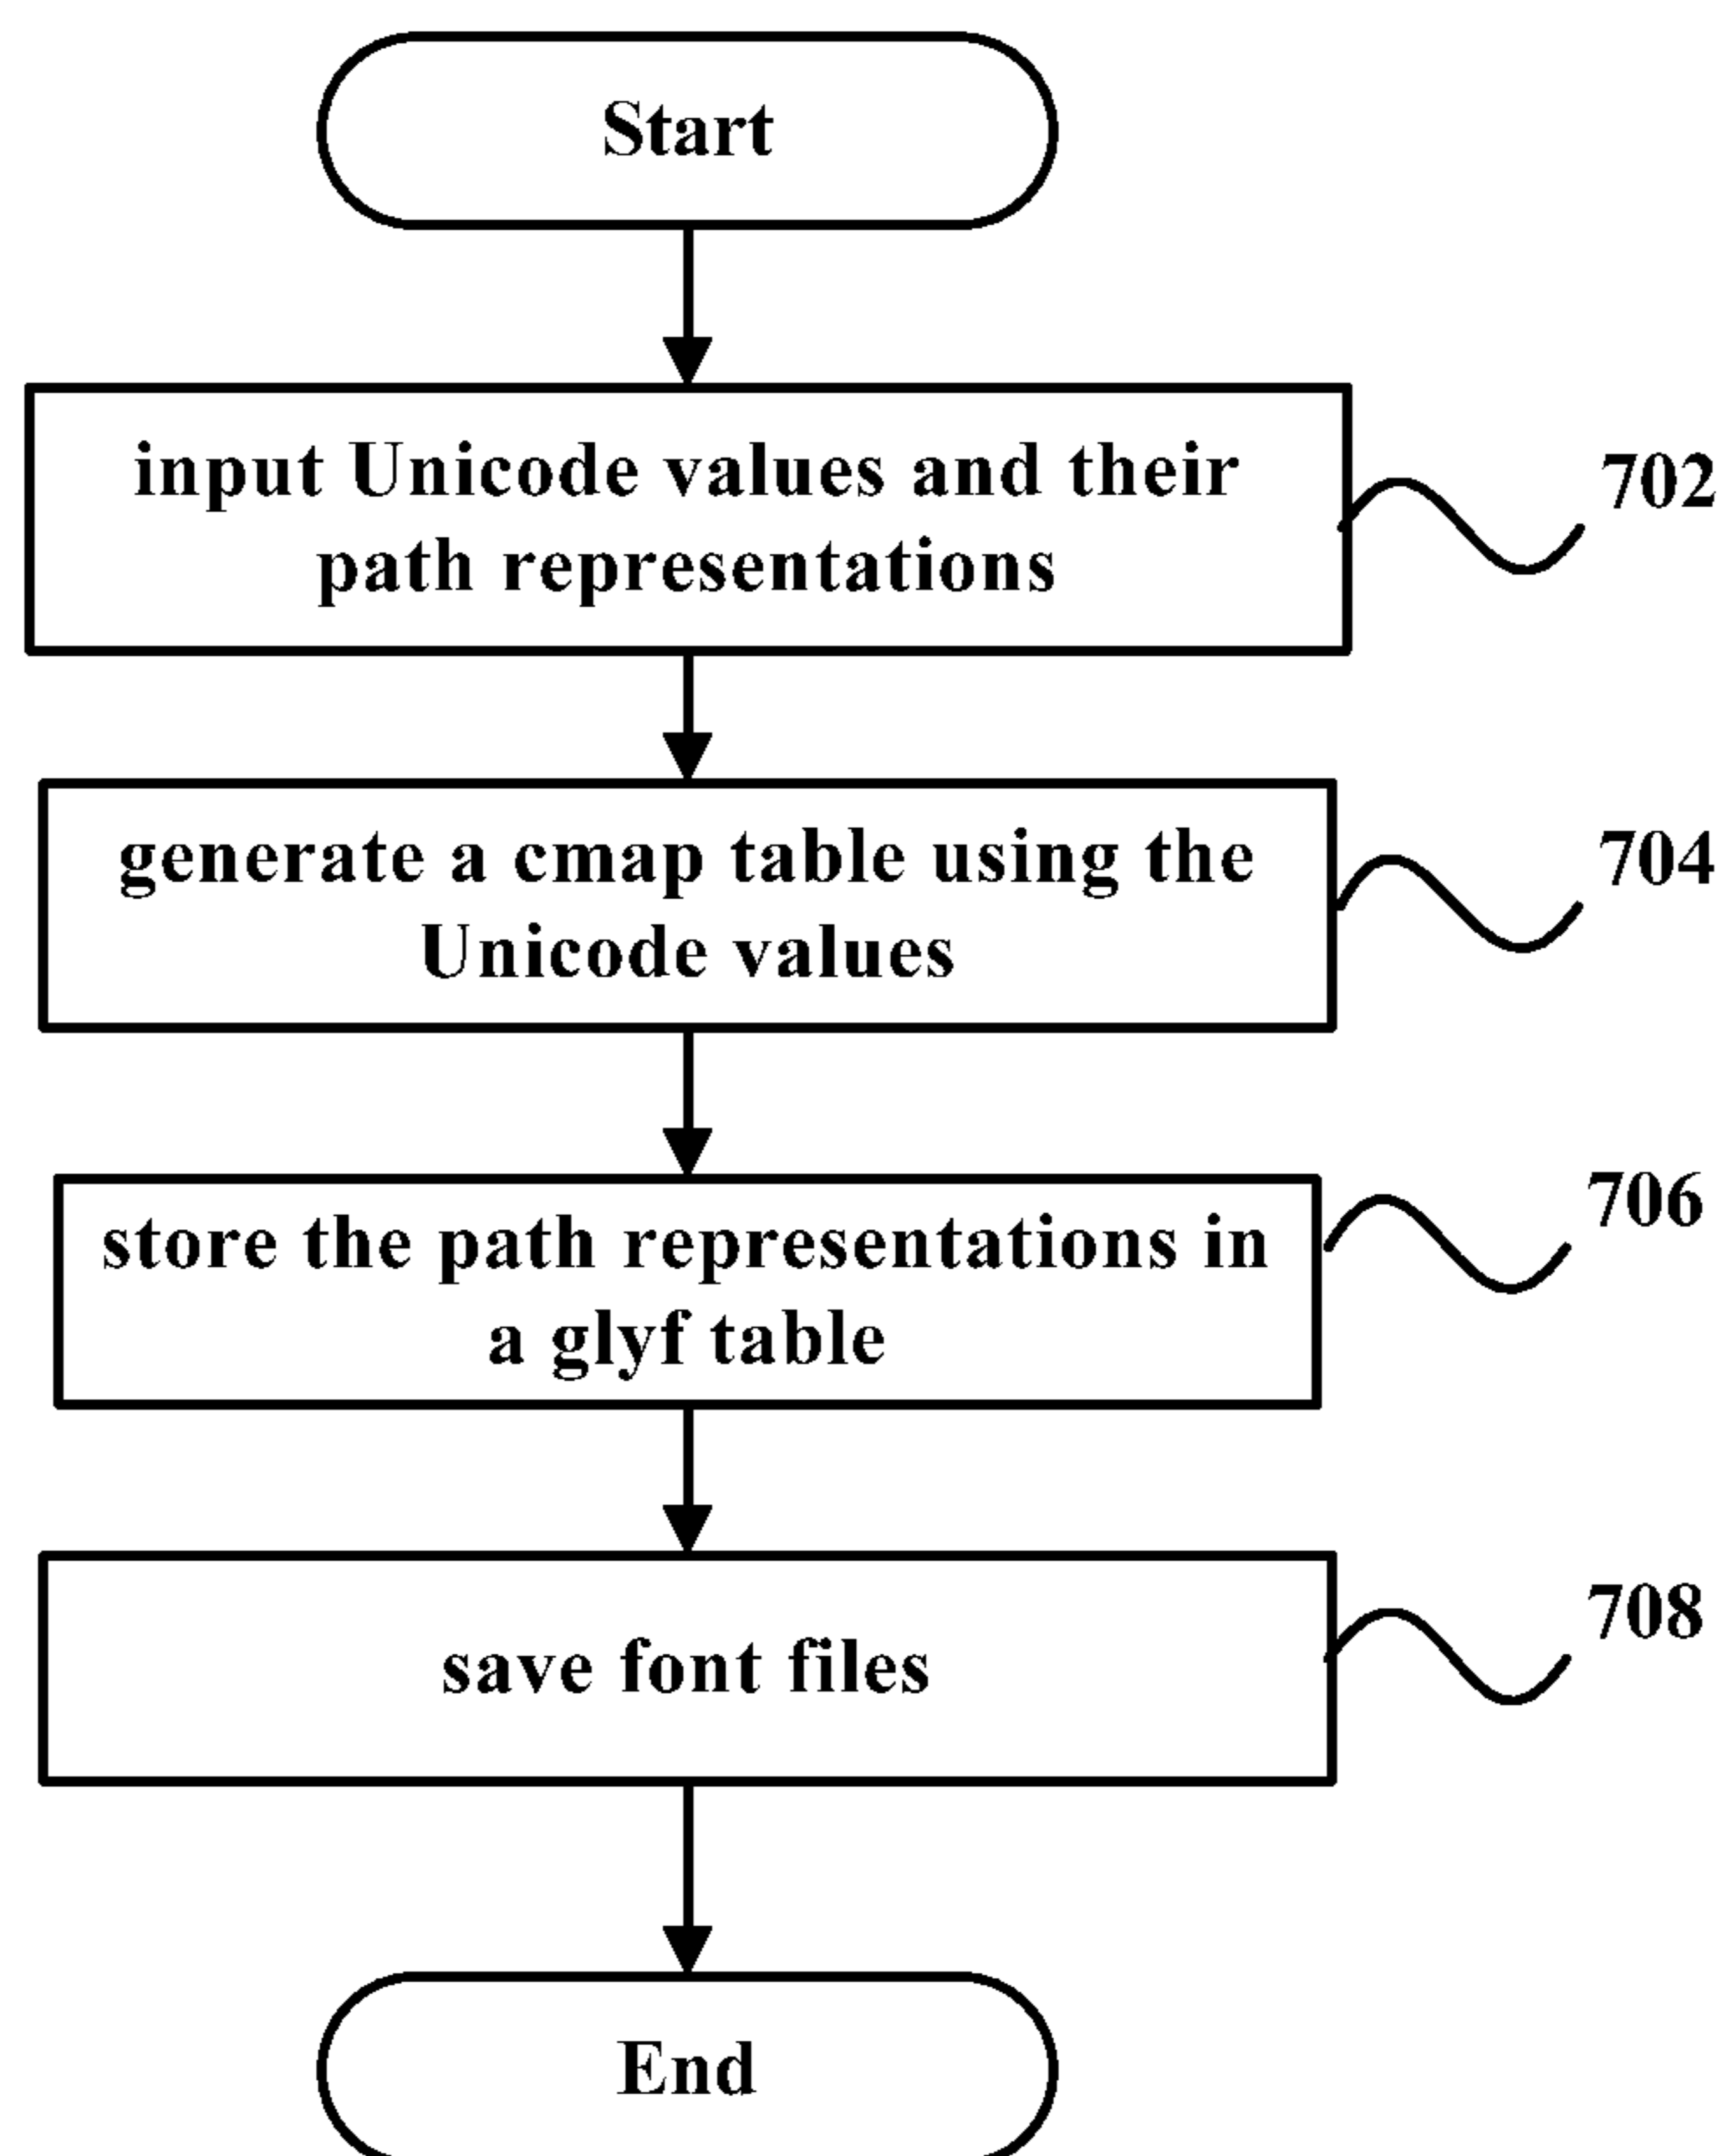 Start
input Unicode values and their
path representations
702
generate a cmap table using the
Unicode values
704
store the path representations in
a glyf table
706
save font files
708
End